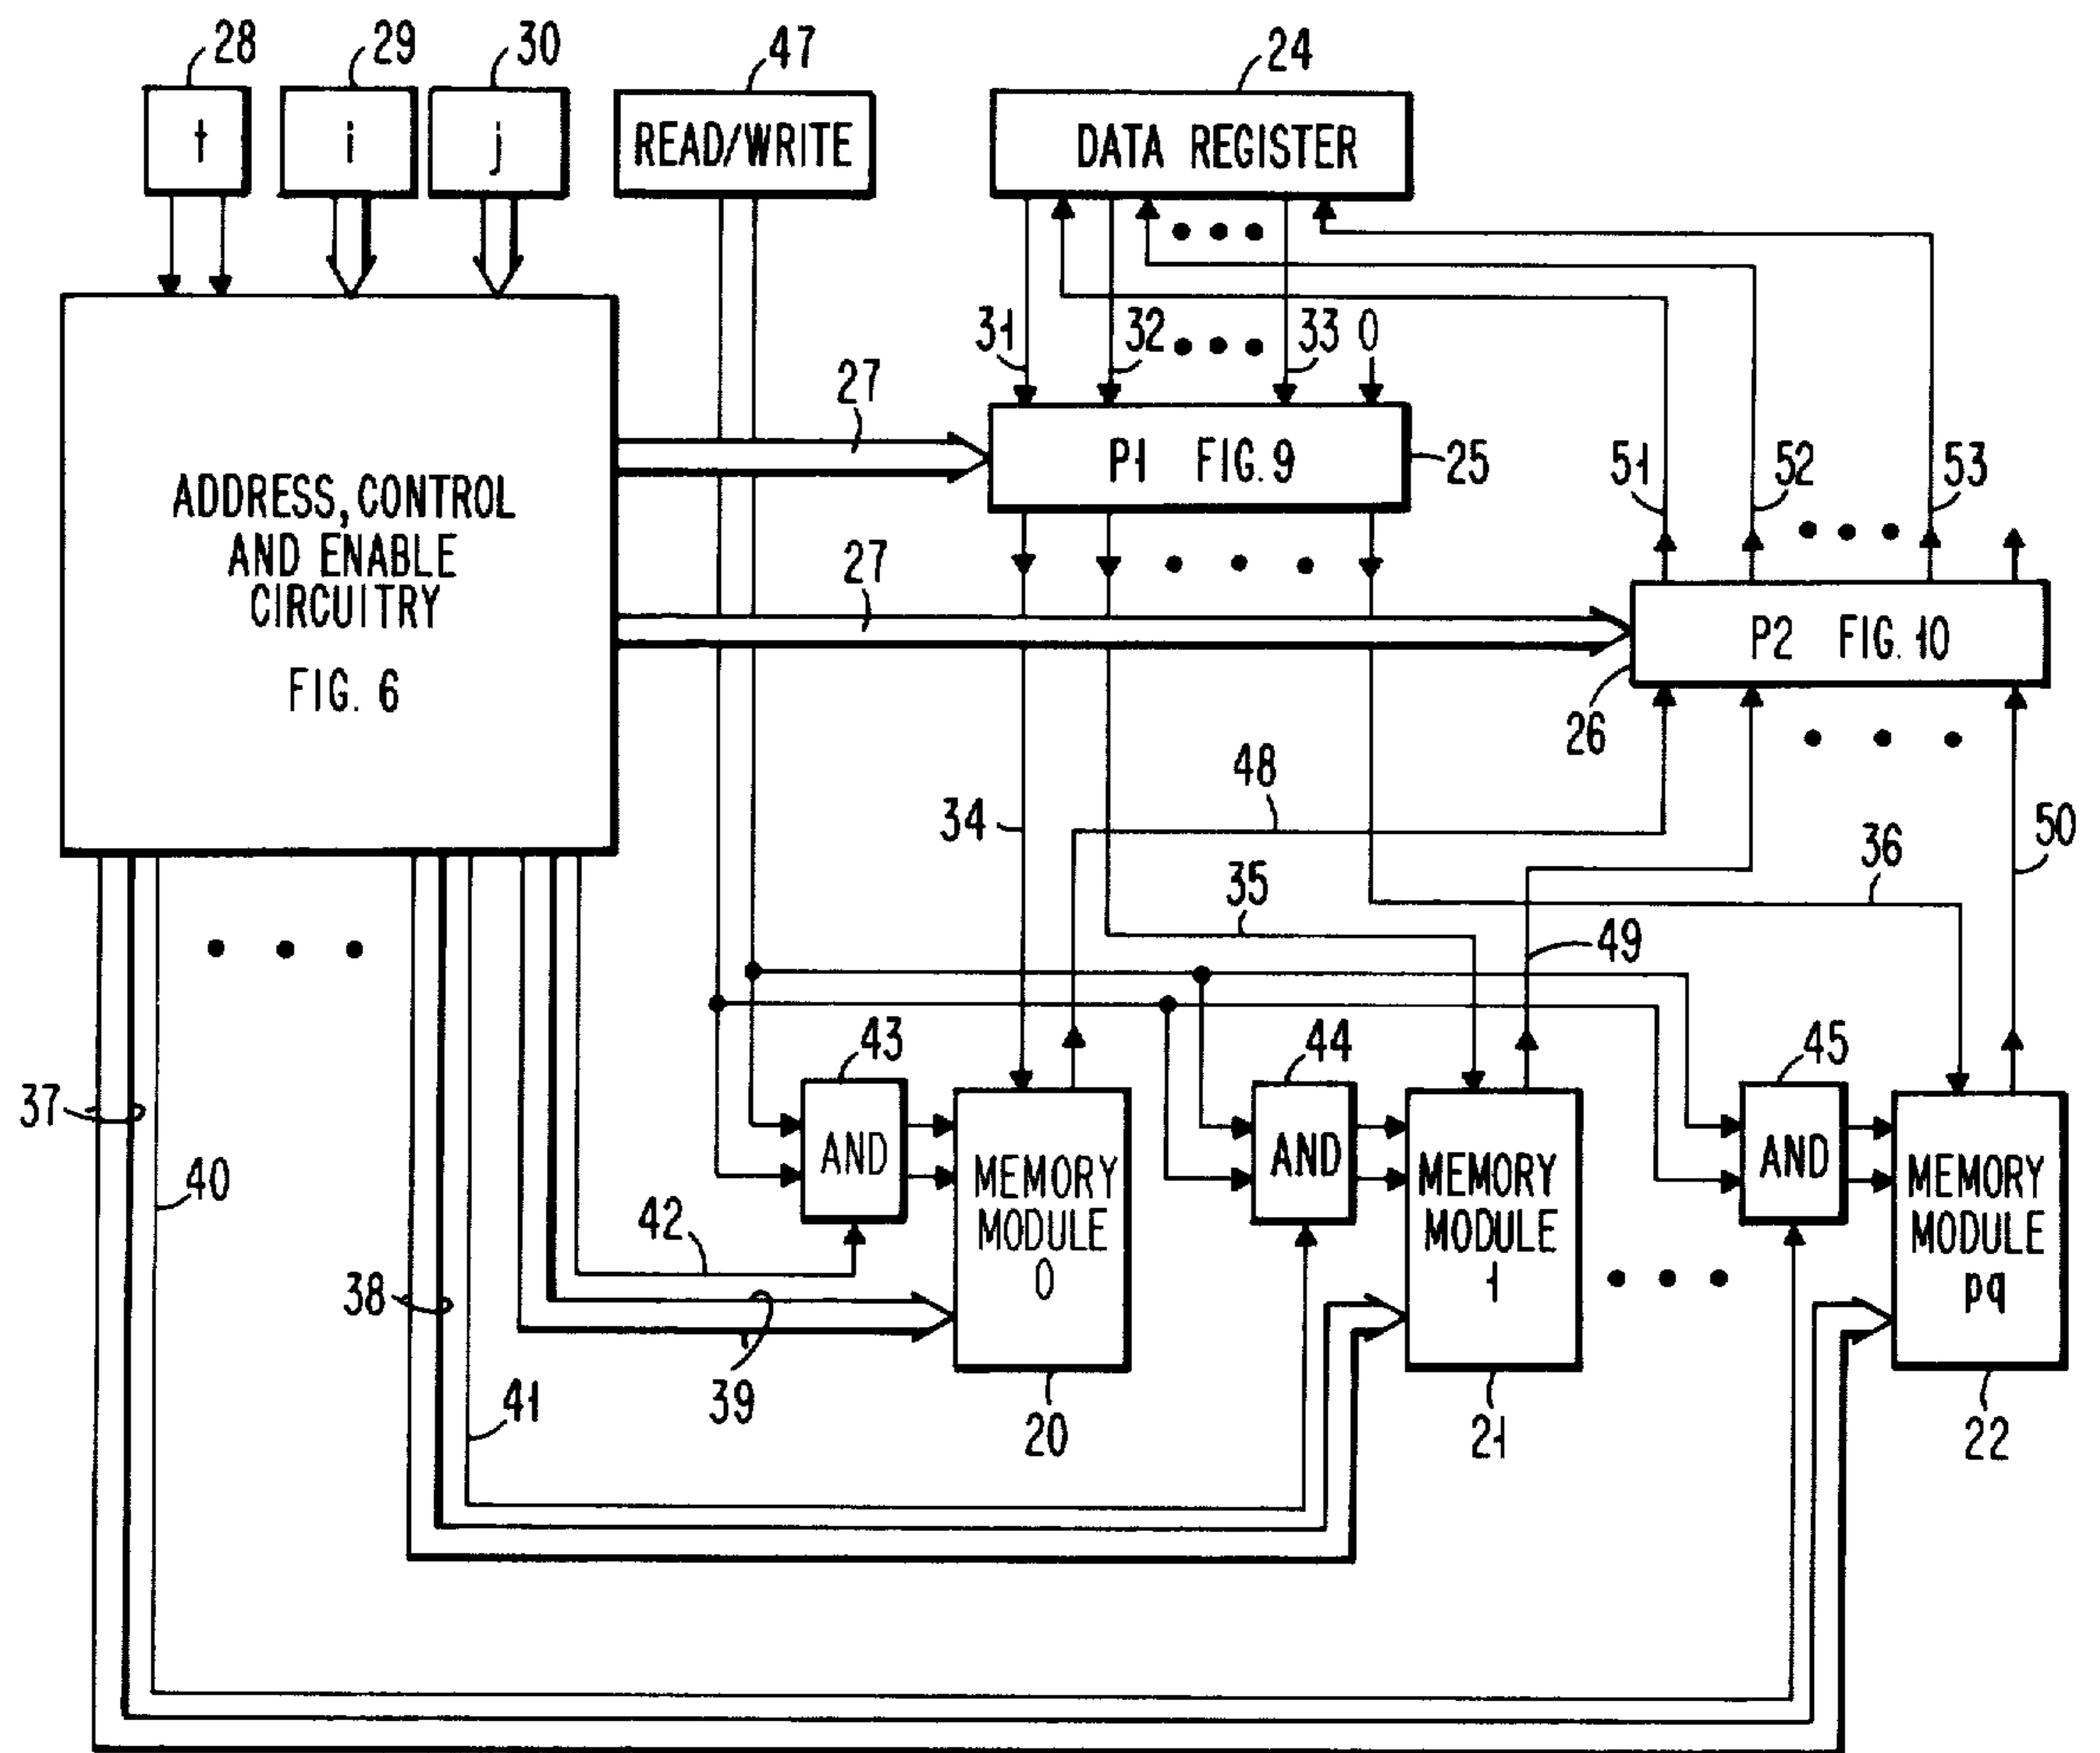 28 29 30 47 24
t i j READ/WRITE DATA REGISTER
31 32 33 0
27
P1 FIG. 9 25
51 52 53
ADDRESS, CONTROL
AND ENABLE
CIRCUITRY
FIG. 6
27
P2 FIG. 10
26
48
34 50
36
35
49
43 44 45
37
AND MEMORY
MODULE
0
AND MEMORY
MODULE
1
AND MEMORY
MODULE
pq
40
42
38
39
41
20 21 22